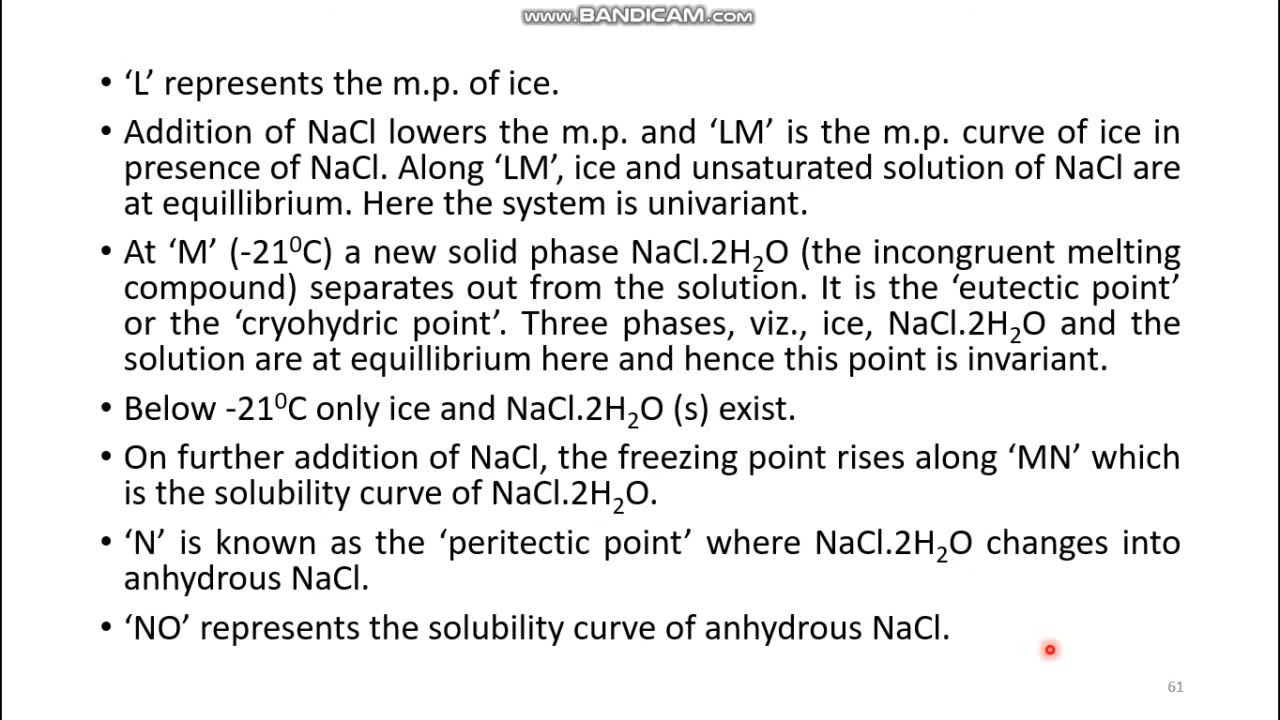 www.BANDICAM.com
• ‘L’ represents the m.p. of ice.
• Addition of NaCl lowers the m.p. and ‘LM’ is the m.p. curve of ice in
presence of NaCl. Along ‘LM’, ice and unsaturated solution of NaCl are
at equillibrium. Here the system is univariant.
• At ‘M’ (-21⁰C) a new solid phase NaCl.2H₂O (the incongruent melting
compound) separates out from the solution. It is the ‘eutectic point’
or the ‘cryohydric point’. Three phases, viz., ice, NaCl.2H₂O and the
solution are at equillibrium here and hence this point is invariant.
• Below -21⁰C only ice and NaCl.2H₂O (s) exist.
• On further addition of NaCl, the freezing point rises along ‘MN’ which
is the solubility curve of NaCl.2H₂O.
• ‘N’ is known as the ‘peritectic point’ where NaCl.2H₂O changes into
anhydrous NaCl.
• ‘NO’ represents the solubility curve of anhydrous NaCl.
61